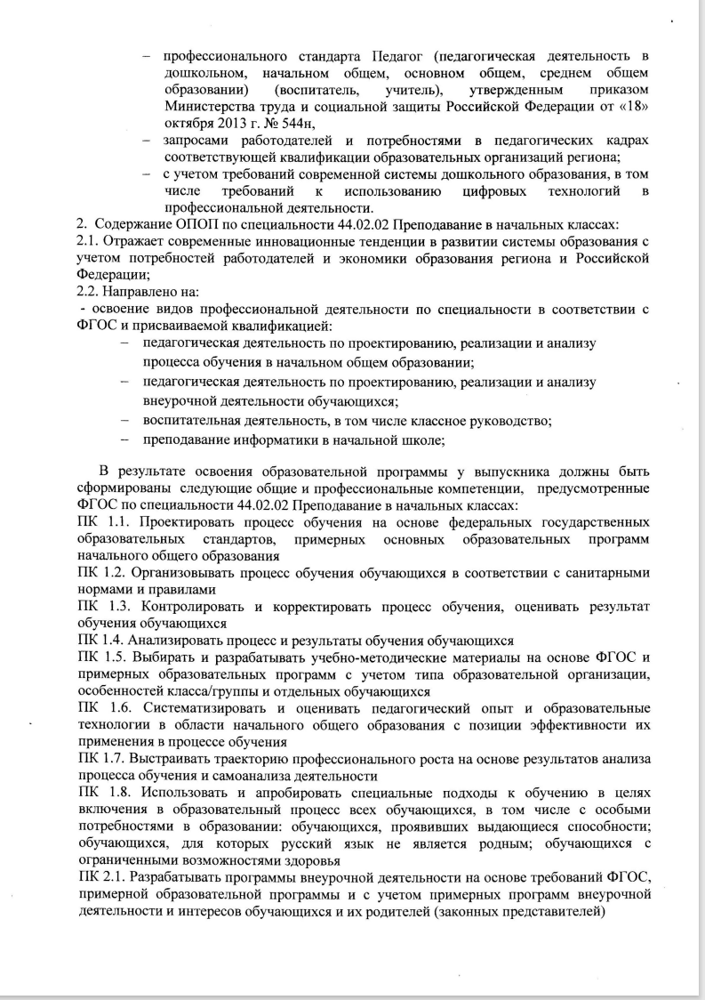 – профессионального стандарта Педагог (педагогическая деятельность в
дошкольном, начальном общем, основном общем, среднем общем
образовании) (воспитатель, учитель), утвержденным приказом
Министерства труда и социальной защиты Российской Федерации от «18»
октября 2013 г. № 544н,
– запросами работодателей и потребностями в педагогических кадрах
соответствующей квалификации образовательных организаций региона;
– с учетом требований современной системы дошкольного образования, в том
числе требований к использованию цифровых технологий в
профессиональной деятельности.
2. Содержание ОПОП по специальности 44.02.02 Преподавание в начальных классах:
2.1. Отражает современные инновационные тенденции в развитии системы образования с
учетом потребностей работодателей и экономики образования региона и Российской
Федерации;
2.2. Направлено на:
- освоение видов профессиональной деятельности по специальности в соответствии с
ФГОС и присваиваемой квалификацией:
– педагогическая деятельность по проектированию, реализации и анализу
процесса обучения в начальном общем образовании;
– педагогическая деятельность по проектированию, реализации и анализу
внеурочной деятельности обучающихся;
– воспитательная деятельность, в том числе классное руководство;
– преподавание информатики в начальной школе;
В результате освоения образовательной программы у выпускника должны быть
сформированы следующие общие и профессиональные компетенции, предусмотренные
ФГОС по специальности 44.02.02 Преподавание в начальных классах:
ПК 1.1. Проектировать процесс обучения на основе федеральных государственных
образовательных стандартов, примерных основных образовательных программ
начального общего образования
ПК 1.2. Организовывать процесс обучения обучающихся в соответствии с санитарными
нормами и правилами
ПК 1.3. Контролировать и корректировать процесс обучения, оценивать результат
обучения обучающихся
ПК 1.4. Анализировать процесс и результаты обучения обучающихся
ПК 1.5. Выбирать и разрабатывать учебно-методические материалы на основе ФГОС и
примерных образовательных программ с учетом типа образовательной организации,
особенностей класса/группы и отдельных обучающихся
ПК 1.6. Систематизировать и оценивать педагогический опыт и образовательные
технологии в области начального общего образования с позиции эффективности их
применения в процессе обучения
ПК 1.7. Выстраивать траекторию профессионального роста на основе результатов анализа
процесса обучения и самоанализа деятельности
ПК 1.8. Использовать и апробировать специальные подходы к обучению в целях
включения в образовательный процесс всех обучающихся, в том числе с особыми
потребностями в образовании: обучающихся, проявивших выдающиеся способности;
обучающихся, для которых русский язык не является родным; обучающихся с
ограниченными возможностями здоровья
ПК 2.1. Разрабатывать программы внеурочной деятельности на основе требований ФГОС,
примерной образовательной программы и с учетом примерных программ внеурочной
деятельности и интересов обучающихся и их родителей (законных представителей)